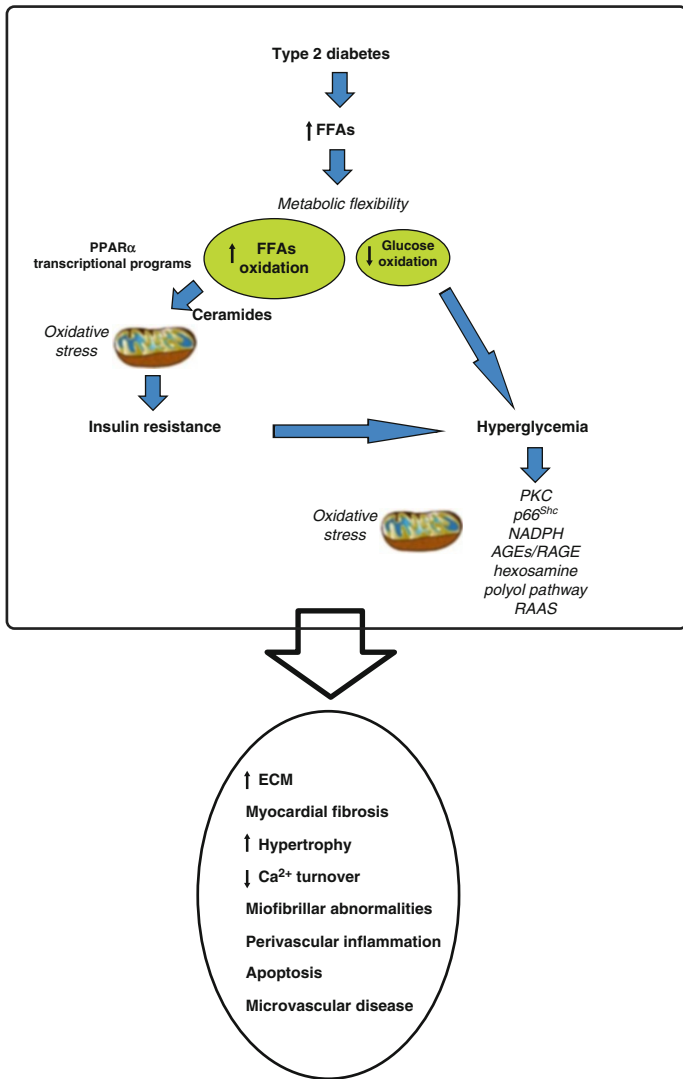 Type 2 diabetes
↑ FFAs
Metabolic flexibility
PPARα
transcriptional programs
↑ FFAs
oxidation
↓ Glucose
oxidation
Ceramides
Oxidative
stress
Insulin resistance
Hyperglycemia
Oxidative
stress
PKC
p66Shc
NADPH
AGEs/RAGE
hexosamine
polyol pathway
RAAS
↑ ECM
Myocardial fibrosis
↑ Hypertrophy
↓ Ca2+ turnover
Miofibrillar abnormalities
Perivascular inflammation
Apoptosis
Microvascular disease